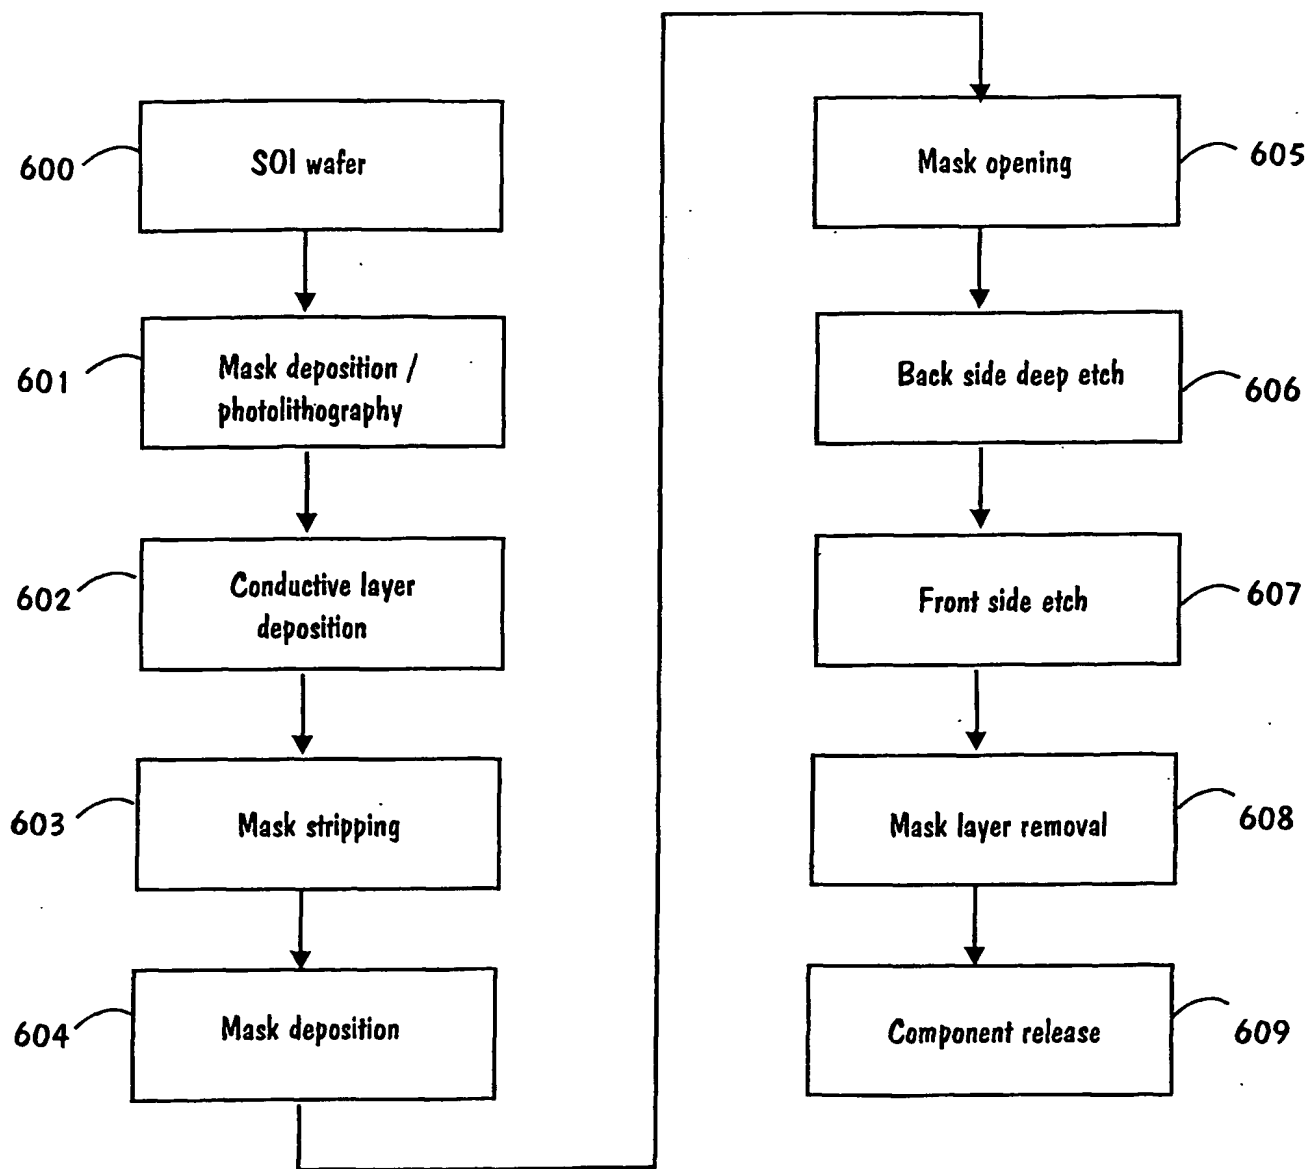 600
SOI wafer
601
Mask deposition /
photolithography
602
Conductive layer
deposition
603
Mask stripping
604
Mask deposition
Mask opening
605
Back side deep etch
606
Front side etch
607
Mask layer removal
608
Component release
609